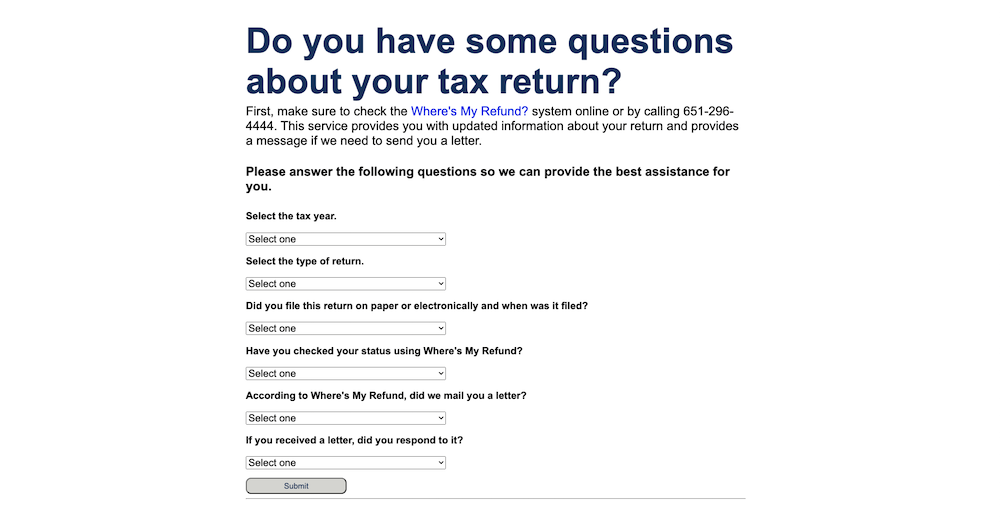 Do you have some questions
about your tax return?
First, make sure to check the Where's My Refund? system online or by calling 651-296-
4444. This service provides you with updated information about your return and provides
a message if we need to send you a letter.
Please answer the following questions so we can provide the best assistance for
you.
Select the tax year.
Select one
Select the type of return.
Select one
Did you file this return on paper or electronically and when was it filed?
Select one
Have you checked your status using Where's My Refund?
Select one
According to Where's My Refund, did we mail you a letter?
Select one
If you received a letter, did you respond to it?
Select one
Submit